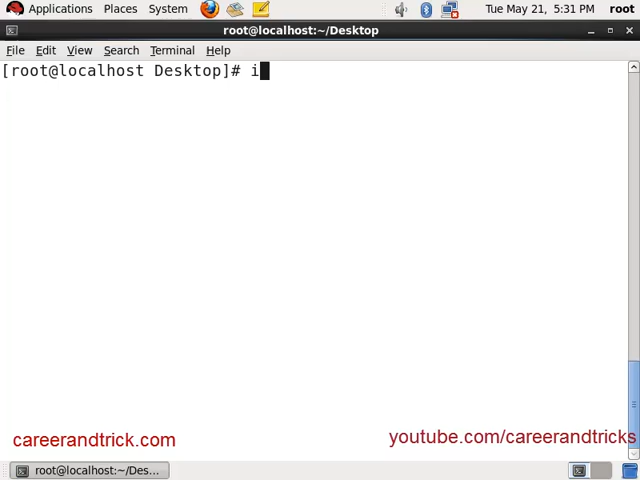 Applications Places System Tue May 21, 5:31 PM root
root@localhost:~/Desktop
File Edit View Search Terminal Help
[root@localhost Desktop]# i
careerandtrick.com
youtube.com/careerandtricks
root@localhost:~/Des...